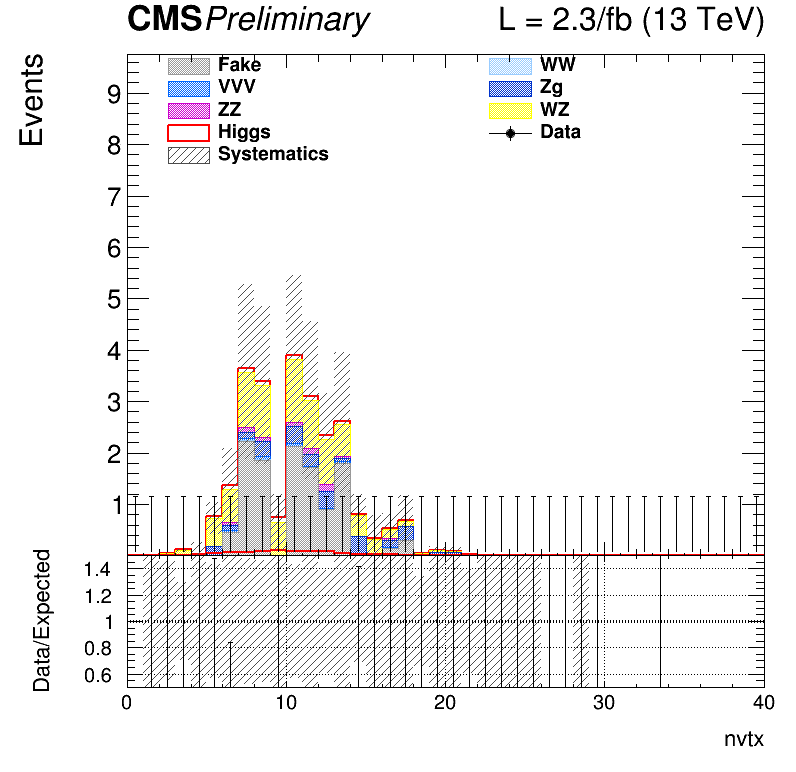 CMS Preliminary L = 2.3/fb (13 TeV)
Events
Fake WW
VVV Zg
ZZ WZ
Higgs Data
Systematics
9
8
7
6
5
4
3
2
1
Data/Expected
1.4
1.2
1
0.8
0.6
0 10 20 30 40
nvtx